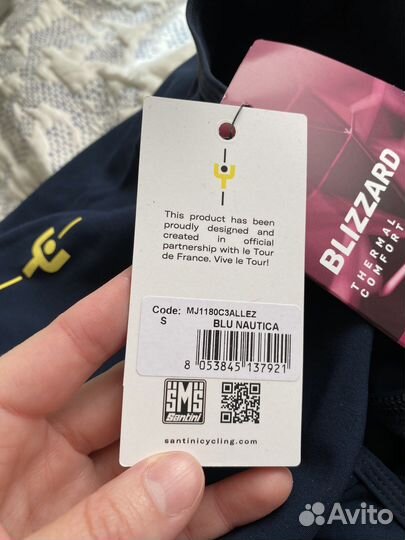 This product has been
proudly designed and
created in official
partnership with le Tour
de France. Vive le Tour!
Code: MJ1180C3ALLEZ
S BLU NAUTICA
8 053845 137921
SMS
Santini
santinicycling.com
BLIZZARD
THERMAL
COMFORT
Avito